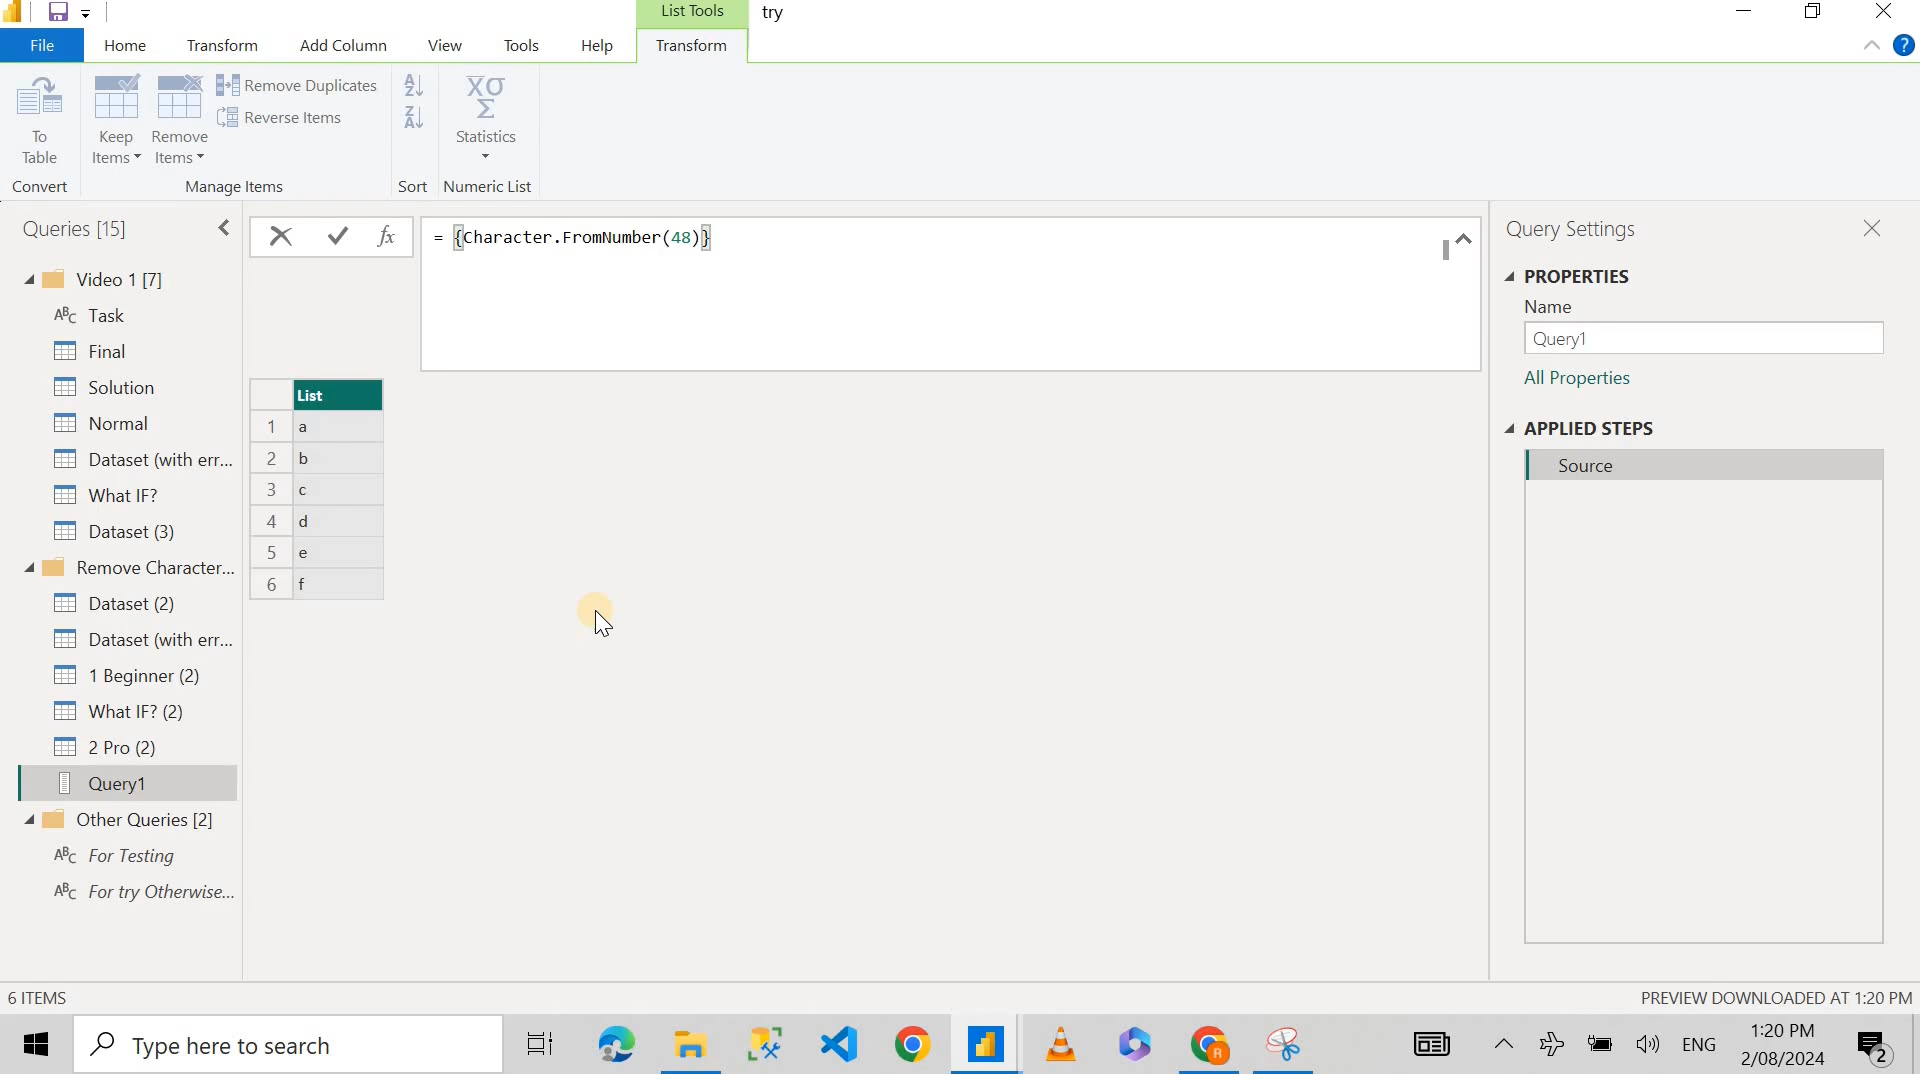 List Tools
try
File
Home
Transform
Add Column
View
Tools
Help
Transform
To
Table
Keep
Items
Remove
Items
Remove Duplicates
Reverse Items
Statistics
Convert
Manage Items
Sort
Numeric List
Queries [15]
fx
= {Character.FromNumber(48)}
Query Settings
Video 1 [7]
Task
Final
Solution
Normal
Dataset (with err...
What IF?
Dataset (3)
Remove Character...
Dataset (2)
Dataset (with err...
1 Beginner (2)
What IF? (2)
2 Pro (2)
Query1
Other Queries [2]
For Testing
For try Otherwise...
List
1 a
2 b
3 c
4 d
5 e
6 f
PROPERTIES
Name
Query1
All Properties
APPLIED STEPS
Source
6 ITEMS
PREVIEW DOWNLOADED AT 1:20 PM
Type here to search
ENG
1:20 PM
2/08/2024
2